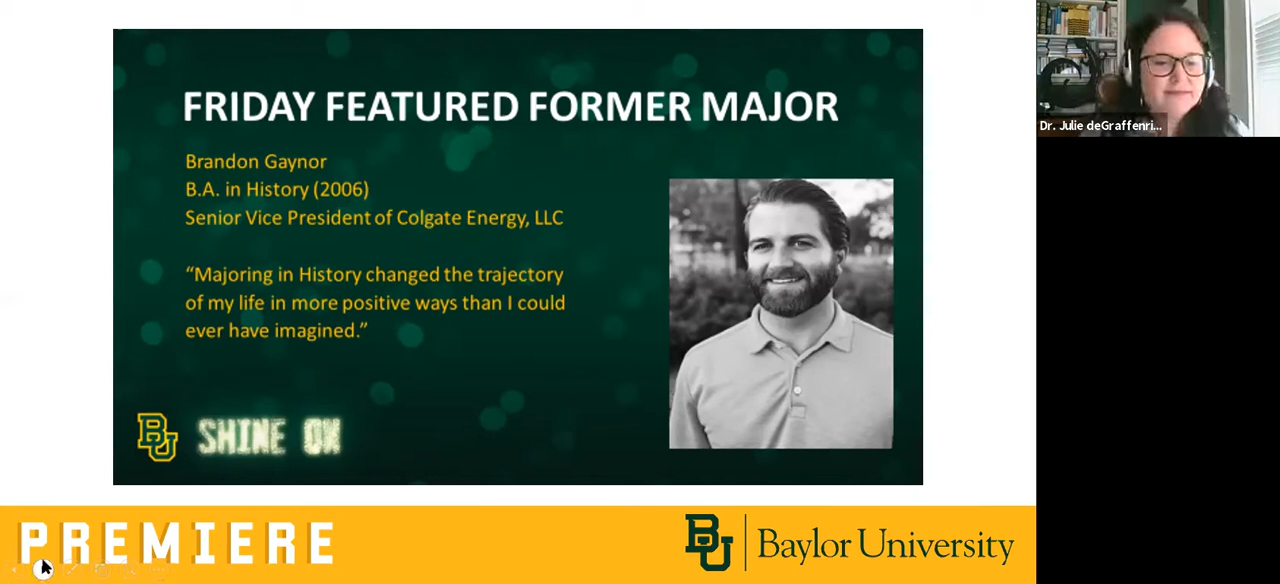 FRIDAY FEATURED FORMER MAJOR
Brandon Gaynor
B.A. in History (2006)
Senior Vice President of Colgate Energy, LLC
“Majoring in History changed the trajectory
of my life in more positive ways than I could
ever have imagined.”
BU SHINE ON
PREMIERE
BU Baylor University
Dr. Julie deGraffenri...